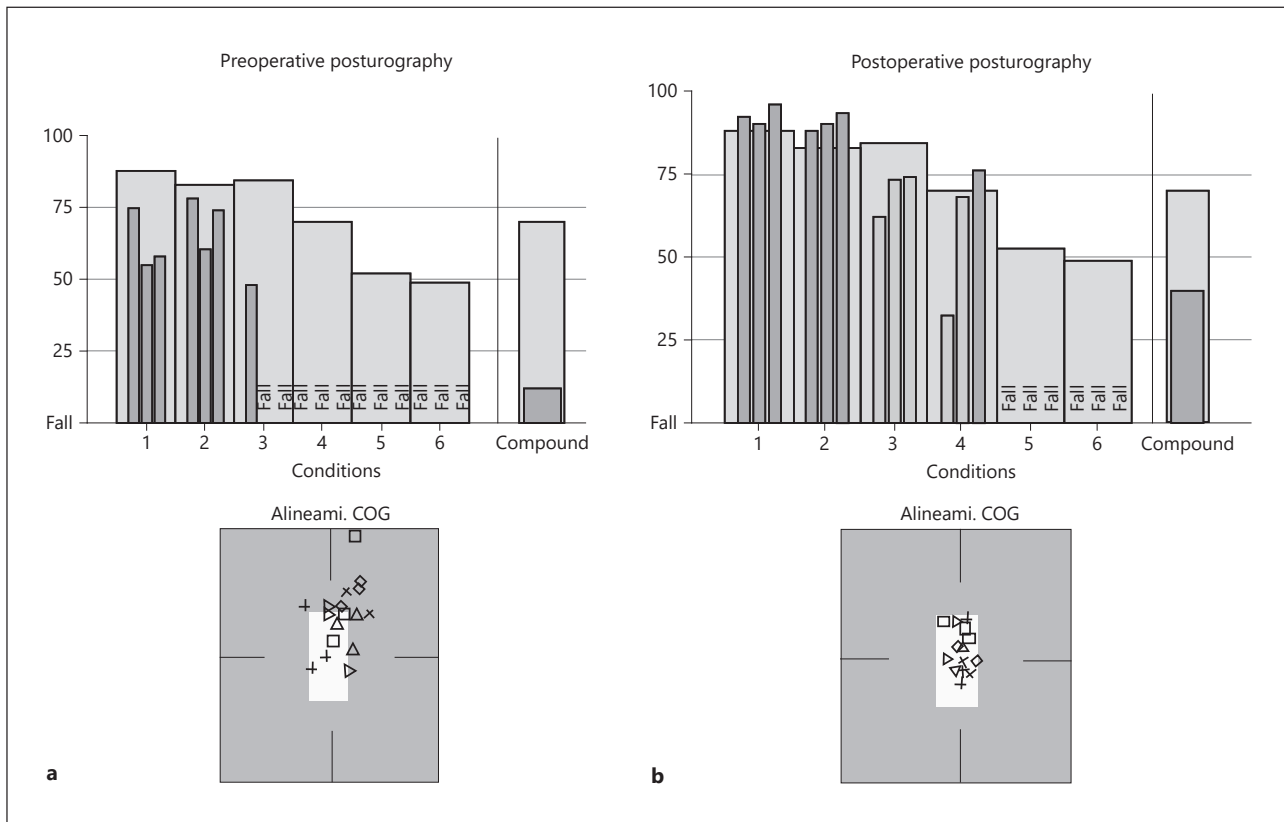 Preoperative posturography
100
75
50
25
Fall
Fall Fall Fall Fall Fall Fall Fall Fall Fall Fall Fall
1 2 3 4 5 6 Compound
Conditions
Alineami. COG
a
Postoperative posturography
100
75
50
25
Fall
Fall Fall Fall Fall Fall Fall
1 2 3 4 5 6 Compound
Conditions
Alineami. COG
b